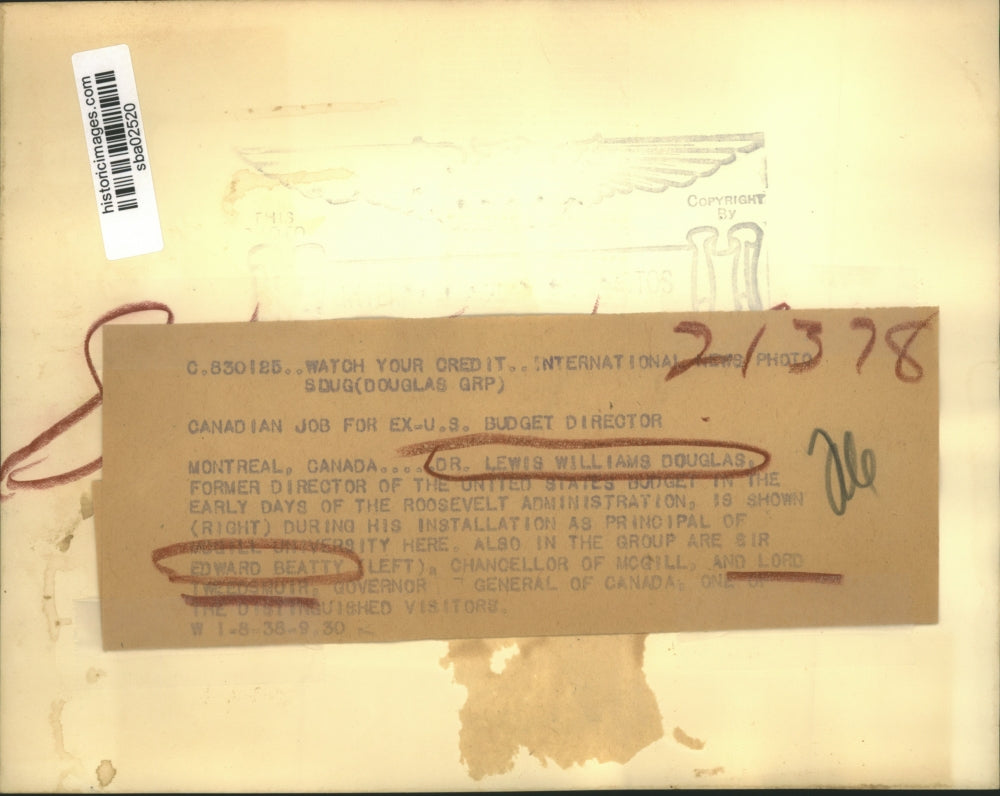 historicimages.com
sba02520
THIS
COPYRIGHT
BY
21378
C.830125..WATCH YOUR CREDIT..INTERNATIONAL NEWS PHOTO
SDUG(DOUGLAS GRP)
CANADIAN JOB FOR EX-U.S. BUDGET DIRECTOR
MONTREAL, CANADA....DR. LEWIS WILLIAMS DOUGLAS,
FORMER DIRECTOR OF THE UNITED STATES BUDGET IN THE
EARLY DAYS OF THE ROOSEVELT ADMINISTRATION, IS SHOWN
(RIGHT) DURING HIS INSTALLATION AS PRINCIPAL OF
MCGILL UNIVERSITY HERE. ALSO IN THE GROUP ARE SIR
EDWARD BEATTY (LEFT), CHANCELLOR OF MCGILL, AND LORD
TWEEDSMUIR, GOVERNOR - GENERAL OF CANADA, ONE OF
THE DISTINGUISHED VISITORS.
W 1-8-38-9.30